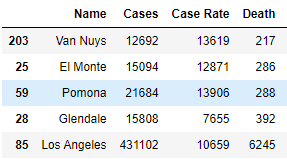 Name Cases Case Rate Death
203 Van Nuys 12692 13619 217
25 El Monte 15094 12871 286
59 Pomona 21684 13906 288
28 Glendale 15808 7655 392
85 Los Angeles 431102 10659 6245